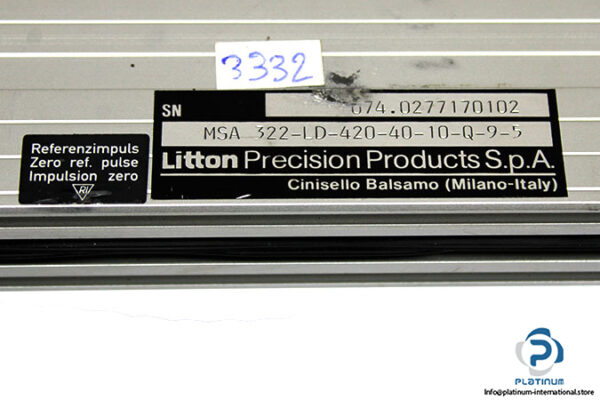 3332
SN 074.0277170102
MSA 322-LD-420-40-10-Q-9-5
Litton Precision Products S.p.A.
Cinisello Balsamo (Milano-Italy)
Referenzimpuls
Zero ref. pulse
Impulsion zero
RI
PLATINUM
Info@platinum-international.store